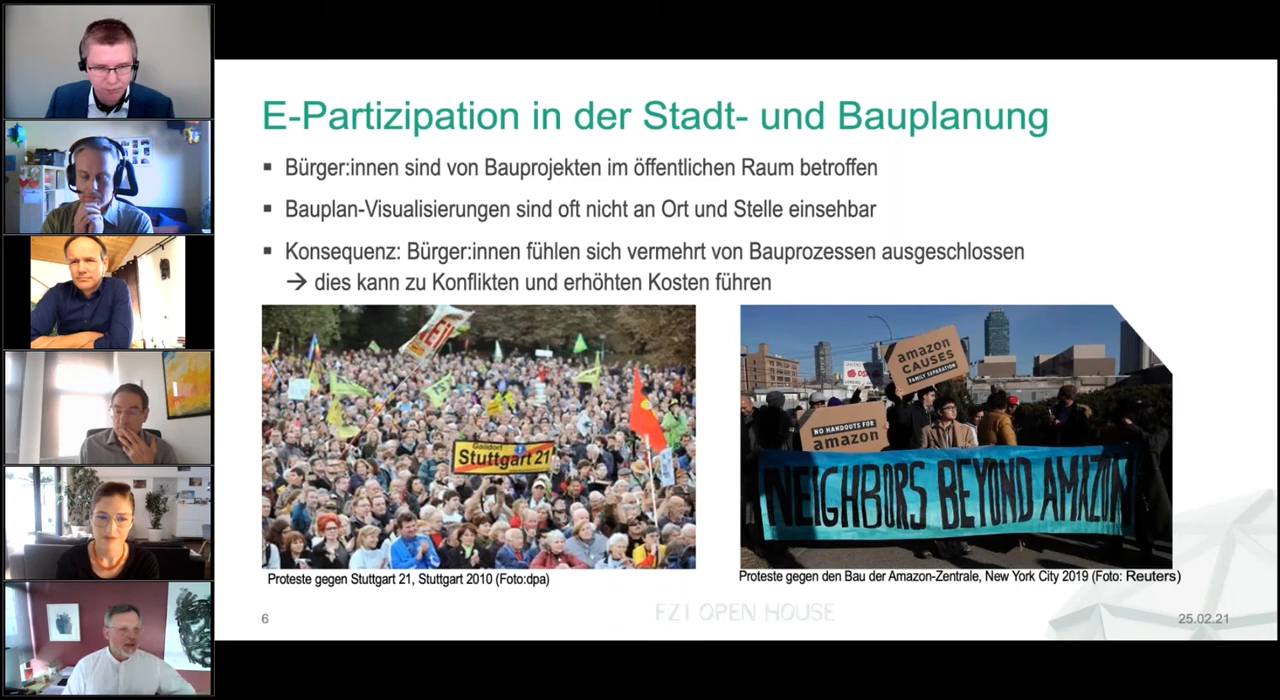 E-Partizipation in der Stadt- und Bauplanung
▪ Bürger:innen sind von Bauprojekten im öffentlichen Raum betroffen
▪ Bauplan-Visualisierungen sind oft nicht an Ort und Stelle einsehbar
▪ Konsequenz: Bürger:innen fühlen sich vermehrt von Bauprozessen ausgeschlossen
→ dies kann zu Konflikten und erhöhten Kosten führen
Gaildorf
Stuttgart 21
amazon
CAUSES
FAMILY SEPARATION
NO HANDOUTS FOR
amazon
NEIGHBORS BEYOND AMAZON
Proteste gegen Stuttgart 21, Stuttgart 2010 (Foto:dpa)
Proteste gegen den Bau der Amazon-Zentrale, New York City 2019 (Foto: Reuters)
6
FZI OPEN HOUSE
25.02.21